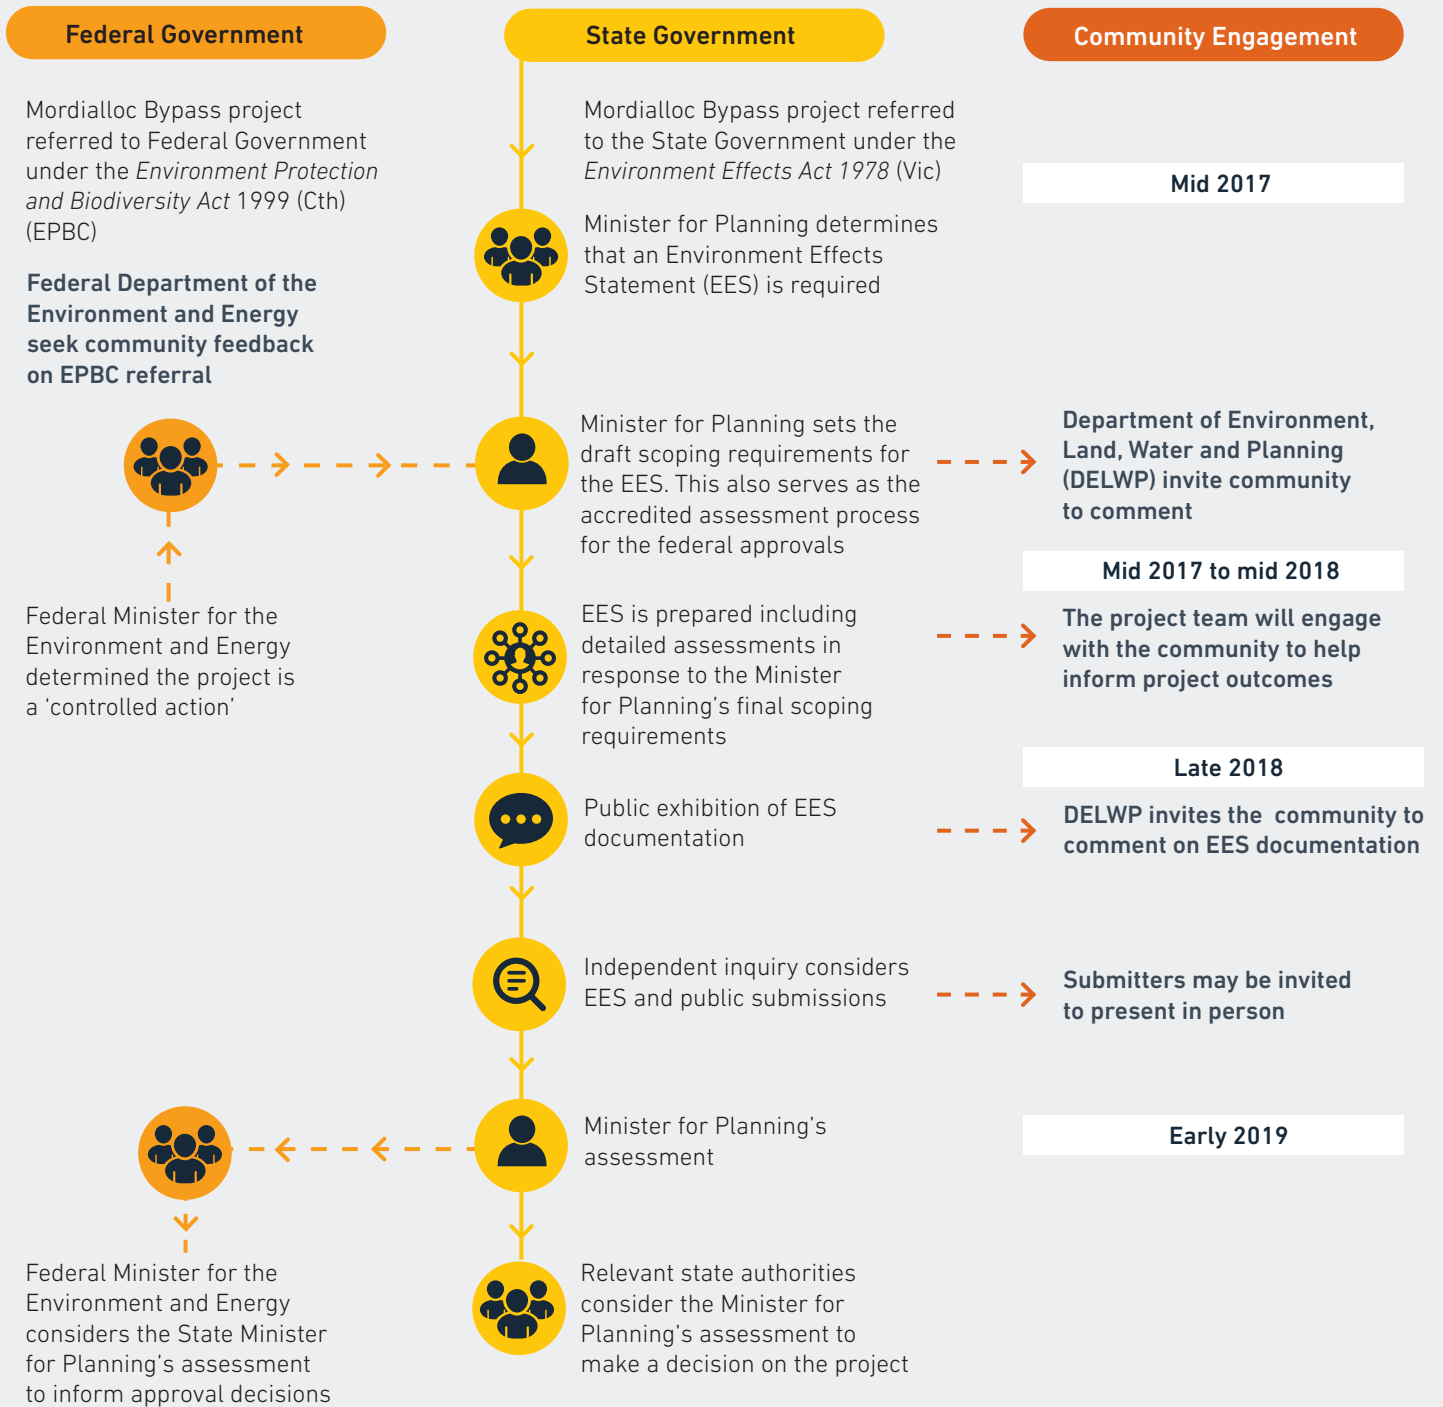 Federal Government
Mordialloc Bypass project
referred to Federal Government
under the Environment Protection
and Biodiversity Act 1999 (Cth)
(EPBC)
Federal Department of the
Environment and Energy
seek community feedback
on EPBC referral
Federal Minister for the
Environment and Energy
determined the project is
a ‘controlled action’
Federal Minister for the
Environment and Energy
considers the State Minister
for Planning’s assessment
to inform approval decisions
State Government
Mordialloc Bypass project referred
to the State Government under the
Environment Effects Act 1978 (Vic)
Minister for Planning determines
that an Environment Effects
Statement (EES) is required
Minister for Planning sets the
draft scoping requirements for
the EES. This also serves as the
accredited assessment process
for the federal approvals
EES is prepared including
detailed assessments in
response to the Minister
for Planning’s final scoping
requirements
Public exhibition of EES
documentation
Independent inquiry considers
EES and public submissions
Minister for Planning’s
assessment
Relevant state authorities
consider the Minister for
Planning’s assessment to
make a decision on the project
Community Engagement
Mid 2017
Department of Environment,
Land, Water and Planning
(DELWP) invite community
to comment
Mid 2017 to mid 2018
The project team will engage
with the community to help
inform project outcomes
Late 2018
DELWP invites the community to
comment on EES documentation
Submitters may be invited
to present in person
Early 2019